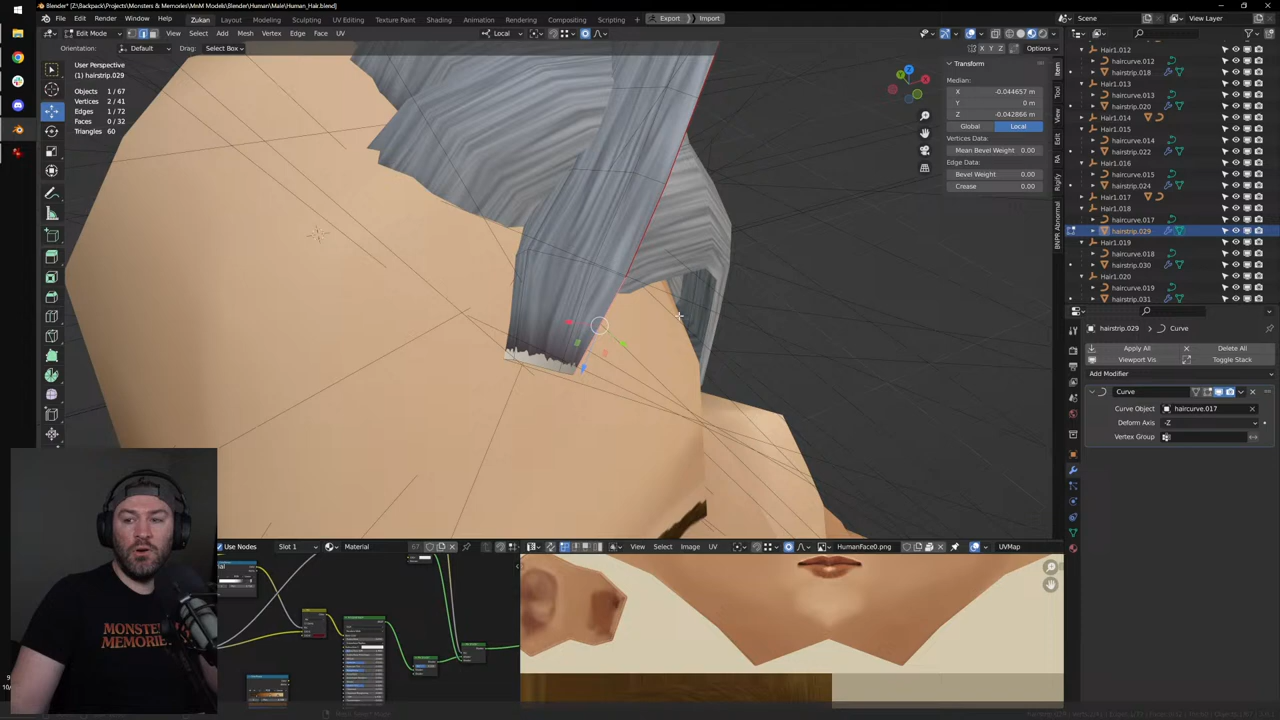 Blender* [Z:\Backpack\Projects\Monsters & Memories\MnM Models\Blender\Human\Male\Human_Hair.blend]
File Edit Render Window Help Zukan Layout Modeling Sculpting UV Editing Texture Paint Shading Animation Rendering Compositing Scripting Export Import Scene View Layer
Edit Mode View Select Add Mesh Vertex Edge Face UV Local
Orientation: Default Drag: Select Box X Y Z Options
User Perspective
(1) hairstrip.029
Objects 1/67
Vertices 2/41
Edges 1/72
Faces 0/32
Triangles 60
Transform
Median:
X -0.044657 m
Y 0 m
Z -0.042866 m
Global Local
Vertices Data:
Mean Bevel Weight 0.00
Edge Data:
Bevel Weight 0.00
Crease 0.00
Item
Tool
View
RA
Rigify
BNPR Abnormal
Hair1.012
haircurve.012
hairstrip.018
Hair1.013
haircurve.013
hairstrip.020
Hair1.014
Hair1.015
haircurve.014
hairstrip.022
Hair1.016
haircurve.015
hairstrip.024
Hair1.017
Hair1.018
haircurve.017
hairstrip.029
Hair1.019
haircurve.018
hairstrip.030
Hair1.020
haircurve.019
hairstrip.031
hairstrip.029 Curve
Apply All Delete All
Viewport Vis Toggle Stack
Add Modifier
Curve
Curve Object haircurve.017
Deform Axis -Z
Vertex Group
Use Nodes Slot 1 Material
View Select Image UV HumanFace0.png UVMap
MONSTERS
MEMORIES